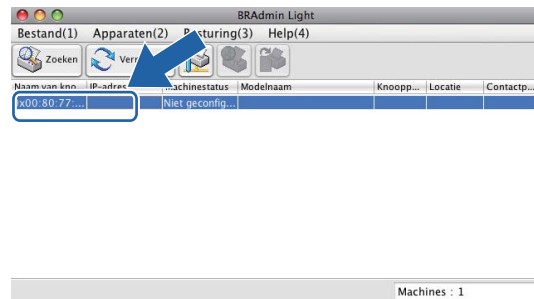 BRAdmin Light
Bestand(1) Apparaten(2) Besturing(3) Help(4)
Zoeken
Naam van kno... IP-adres Machinestatus Modelnaam Knoopp... Locatie Contactp...
0x00:80:77:... Niet geconfig...
Machines : 1